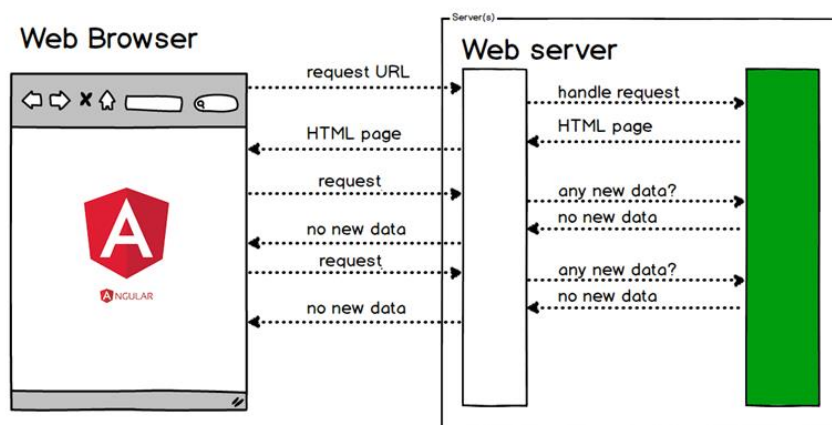 Server(s)
Web Browser
Web server
request URL
handle request
HTML page
HTML page
request
any new data?
no new data
no new data
request
any new data?
no new data
no new data
A
ANGULAR